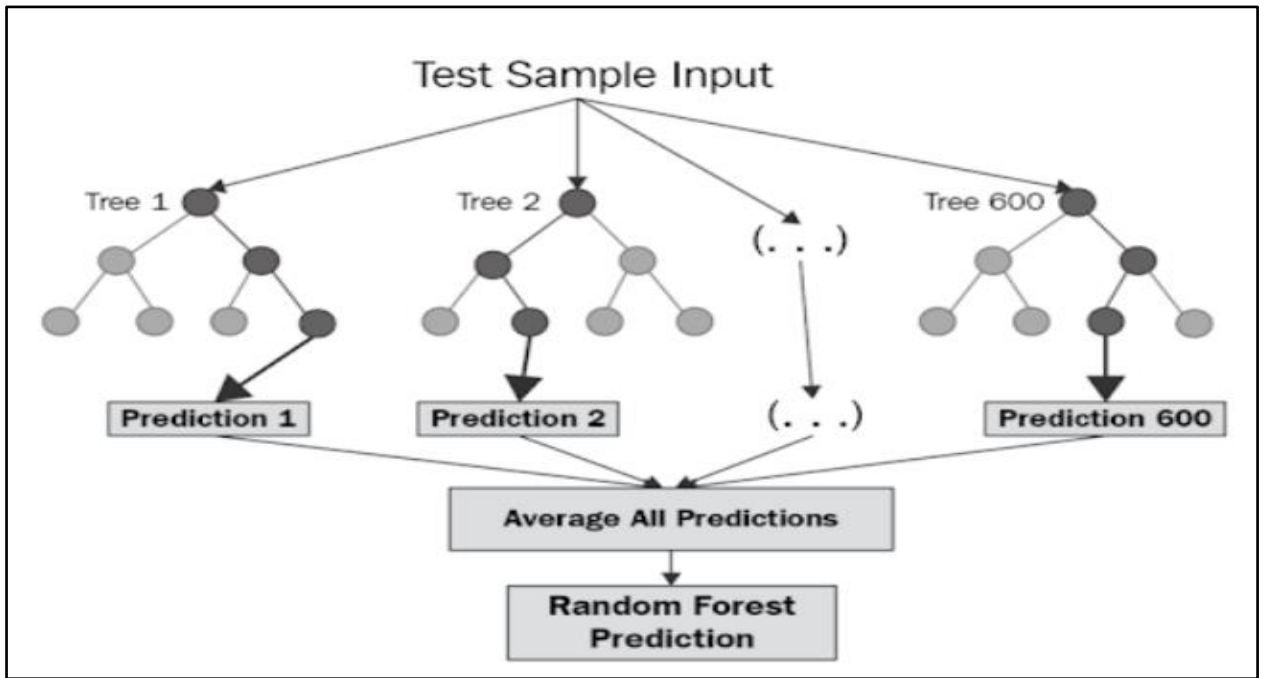 Test Sample Input
Tree 1
Tree 2
(. . .)
Tree 600
Prediction 1
Prediction 2
(. . .)
Prediction 600
Average All Predictions
Random Forest
Prediction